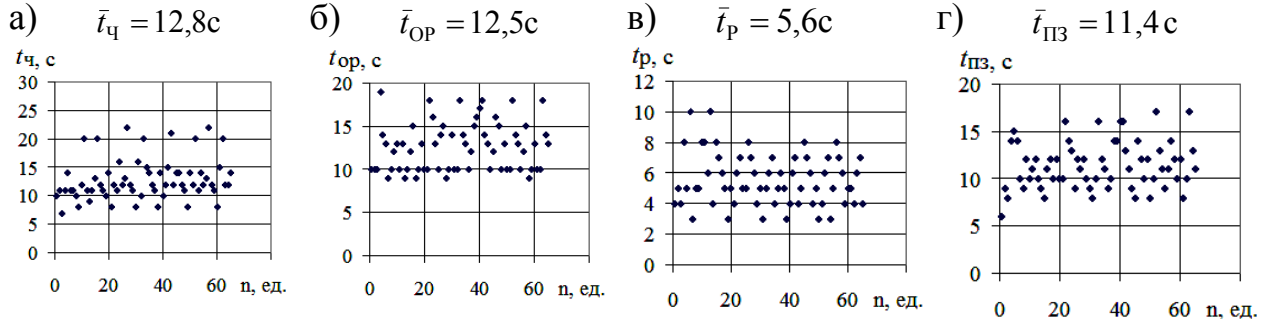 а) t̄Ч = 12,8с
tч, с
30
25
20
15
10
5
0
0 20 40 60 n, ед.
б) t̄ОР = 12,5с
tор, с
20
15
10
5
0
0 20 40 60 n, ед.
в) t̄Р = 5,6с
tр, с
12
10
8
6
4
2
0
0 20 40 60 n, ед.
г) t̄ПЗ = 11,4с
tпз, с
20
15
10
5
0
0 20 40 60 n, ед.